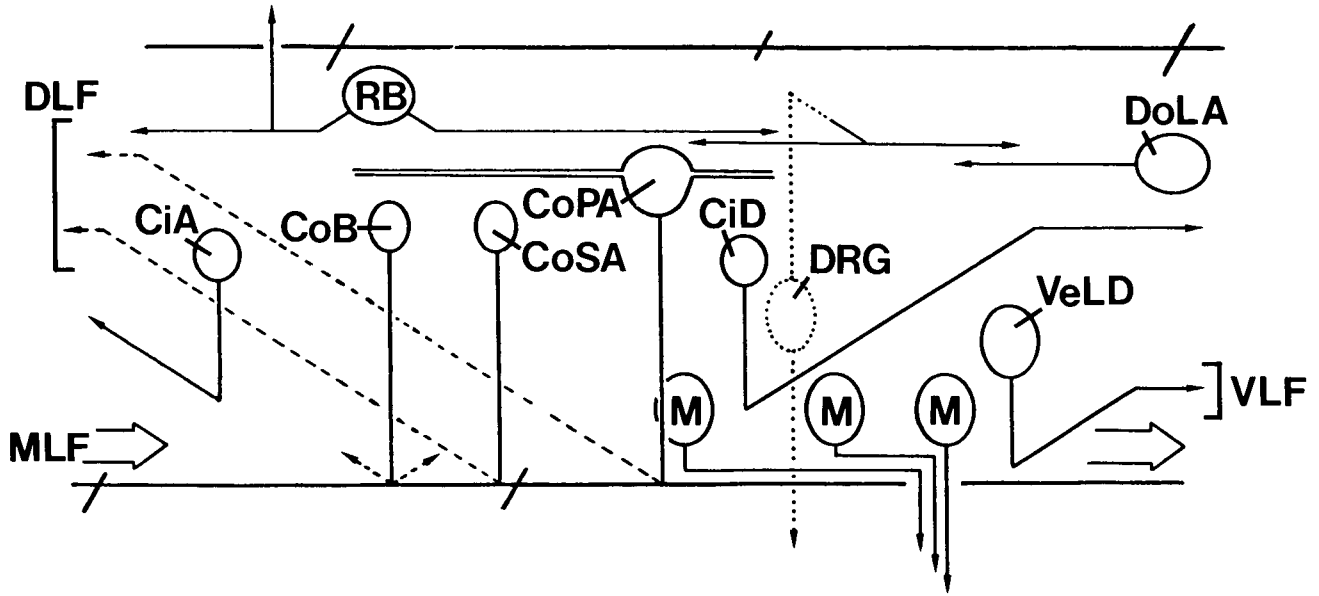 DLF
RB
DoLA
CiA
CoB
CoSA
CoPA
CiD
DRG
VeLD
M
M
M
VLF
MLF